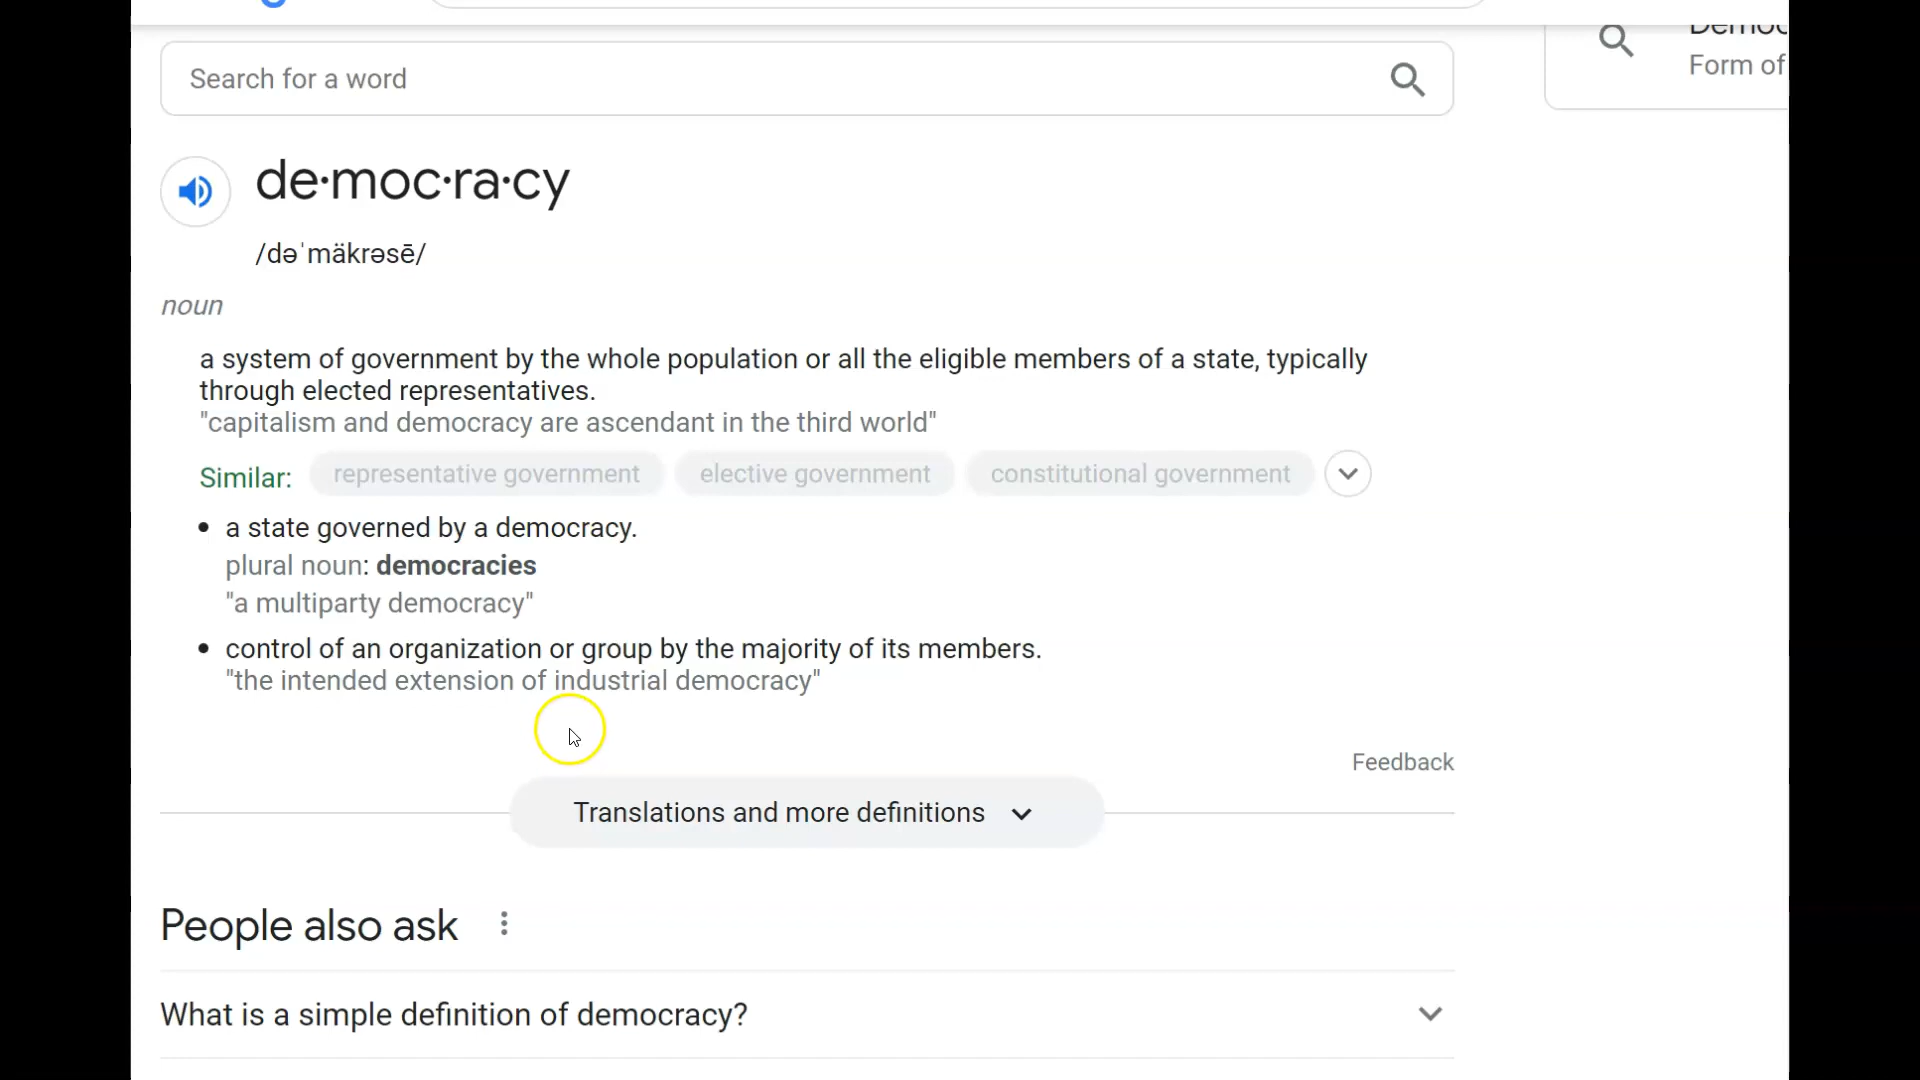 Democ
Form of
Search for a word
de·moc·ra·cy
/dəˈmäkrəsē/
noun
a system of government by the whole population or all the eligible members of a state, typically
through elected representatives.
"capitalism and democracy are ascendant in the third world"
Similar: representative government elective government constitutional government
• a state governed by a democracy.
plural noun: democracies
"a multiparty democracy"
• control of an organization or group by the majority of its members.
"the intended extension of industrial democracy"
Feedback
Translations and more definitions
People also ask
What is a simple definition of democracy?